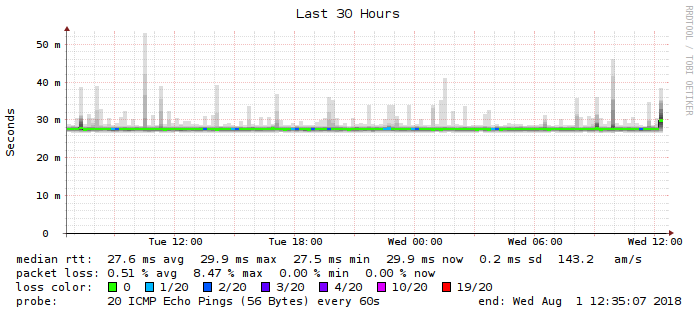 Last 30 Hours
RRDTOOL / TOBI OETIKER
Seconds
50 m
40 m
30 m
20 m
10 m
0
Tue 12:00 Tue 18:00 Wed 00:00 Wed 06:00 Wed 12:00
median rtt: 27.6 ms avg 29.9 ms max 27.5 ms min 29.9 ms now 0.2 ms sd 143.2 am/s
packet loss: 0.51 % avg 8.47 % max 0.00 % min 0.00 % now
loss color: 0 1/20 2/20 3/20 4/20 10/20 19/20
probe: 20 ICMP Echo Pings (56 Bytes) every 60s end: Wed Aug 1 12:35:07 2018